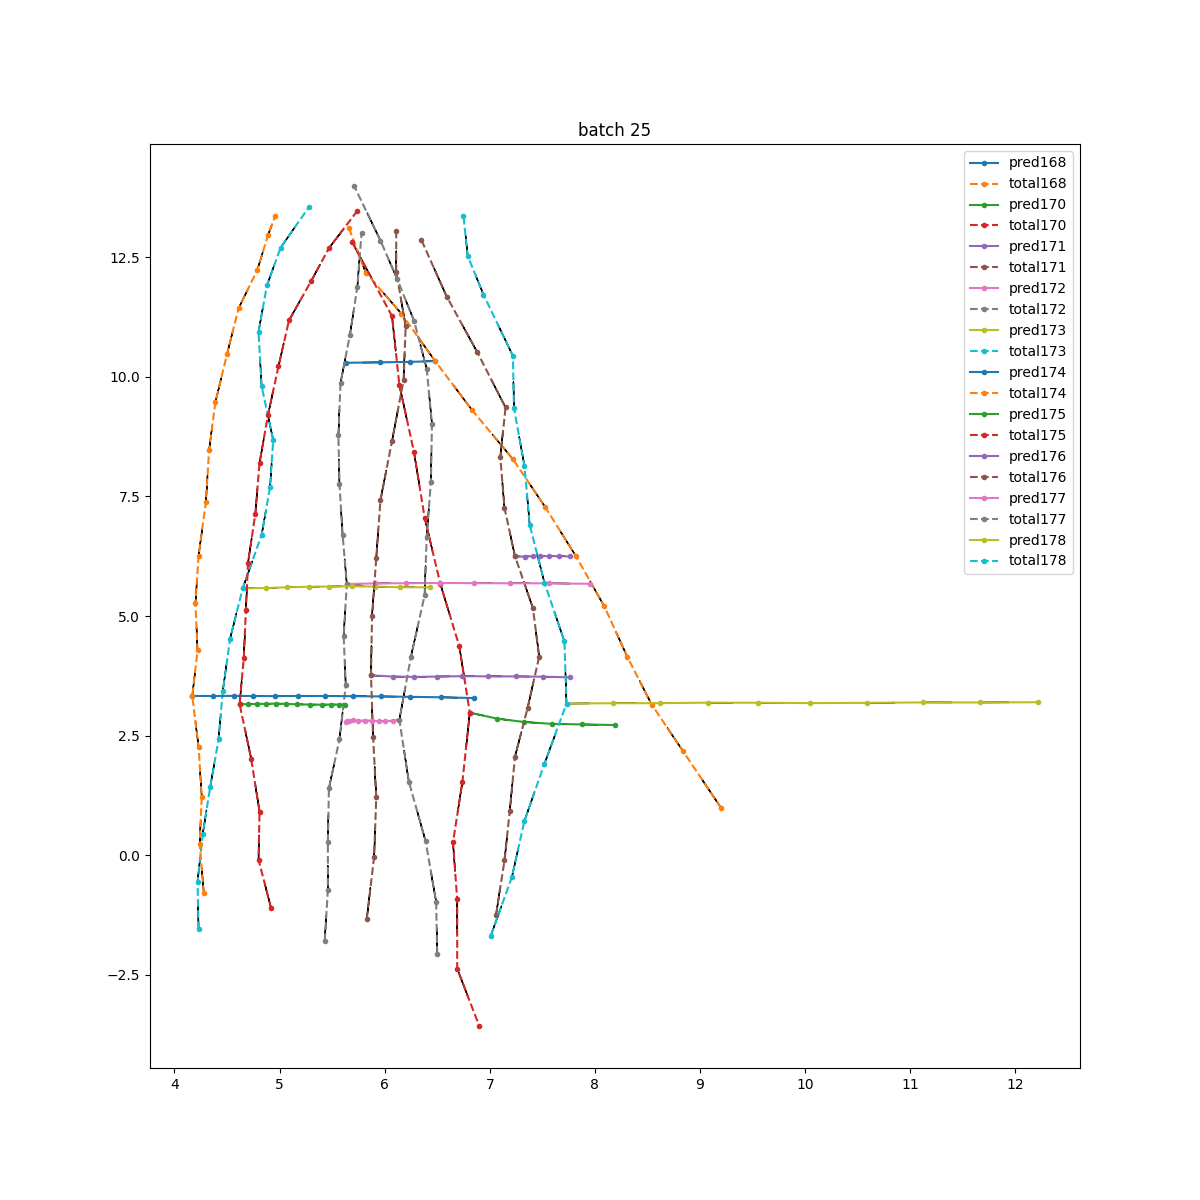 batch 25
pred168
total168
pred170
total170
pred171
total171
pred172
total172
pred173
total173
pred174
total174
pred175
total175
pred176
total176
pred177
total177
pred178
total178
12.5
10.0
7.5
5.0
2.5
0.0
−2.5
4 5 6 7 8 9 10 11 12